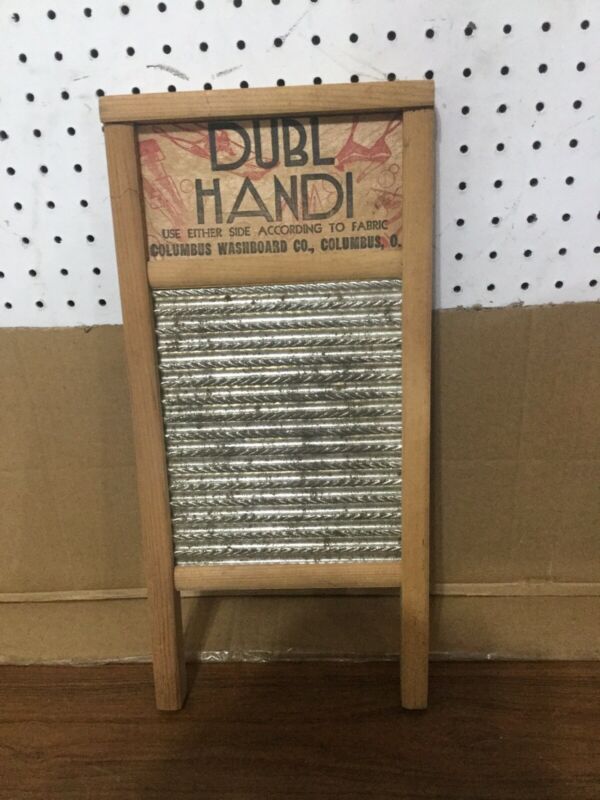 DUBL
HANDI
USE EITHER SIDE ACCORDING TO FABRIC
COLUMBUS WASHBOARD CO., COLUMBUS, O.